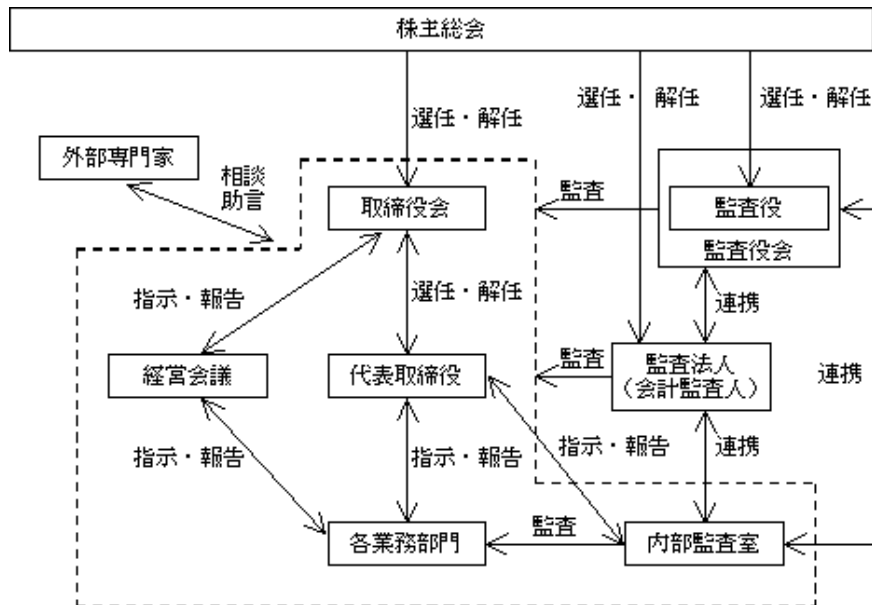 株主総会
選任・解任
選任・解任
選任・解任
外部専門家
相談
助言
取締役会
監査
監査役
監査役会
指示・報告
選任・解任
連携
経営会議
代表取締役
監査
監査法人
(会計監査人)
連携
指示・報告
指示・報告
指示・報告
連携
各業務部門
監査
内部監査室